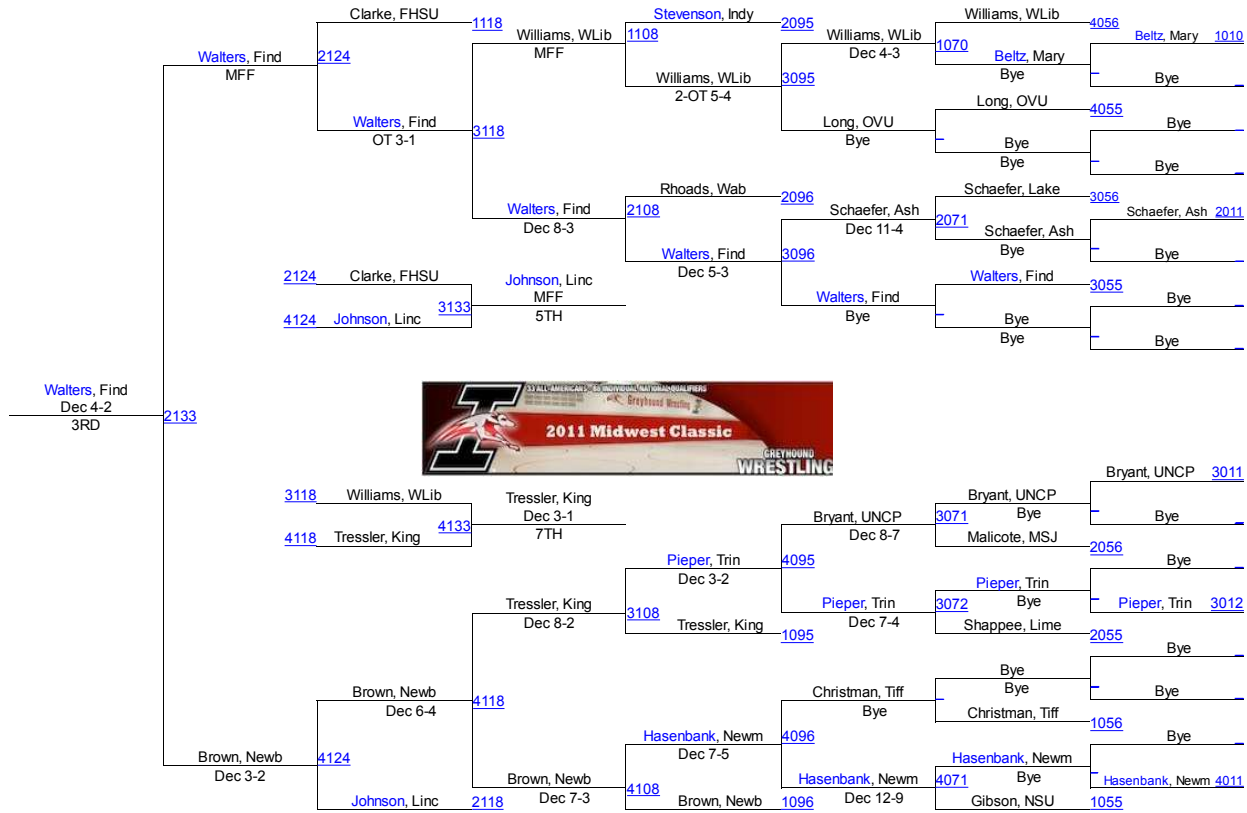 Clarke, FHSU
1118
Stevenson, Indy
2095
Williams, WLib
4056
Williams, WLib
1108
MFF
Williams, WLib
Dec 4-3
1070
Beltz, Mary 1010
Walters, Find
2124
MFF
Beltz, Mary
Bye
Bye
Williams, WLib
2-OT 5-4
3095
Long, OVU
4055
Walters, Find
OT 3-1
3118
Long, OVU
Bye
Bye
Bye
Bye
Bye
Rhoads, Wab
2096
Schaefer, Lake
3056
Walters, Find
Dec 8-3
2108
Schaefer, Ash
Dec 11-4
2071
Schaefer, Ash 2011
Schaefer, Ash
Bye
Bye
Walters, Find
Dec 5-3
3096
2124
Clarke, FHSU
Johnson, Linc
MFF
5TH
3133
4124
Johnson, Linc
Walters, Find
Bye
Walters, Find
3055
Bye
Bye
Bye
Bye
Walters, Find
Dec 4-2
3RD
2133
33 ALL-AMERICANS - 86 INDIVIDUAL NATIONAL QUALIFIERS
Greyhound Wrestling
2011 Midwest Classic
GREYHOUND
WRESTLING
3118
Williams, WLib
Tressler, King
Dec 3-1
7TH
4133
4118
Tressler, King
Bryant, UNCP 3011
Bryant, UNCP
Bye
Bye
Bryant, UNCP
Dec 8-7
3071
Malicote, MSJ
2056
Pieper, Trin
Dec 3-2
4095
Bye
Pieper, Trin
Bye
Pieper, Trin 3012
Tressler, King
Dec 8-2
3108
Pieper, Trin
Dec 7-4
3072
Tressler, King
1095
Shappee, Lime
2055
Bye
Bye
Bye
Bye
Brown, Newb
Dec 6-4
4118
Christman, Tiff
Bye
Christman, Tiff
1056
Hasenbank, Newm
Dec 7-5
4096
Bye
Brown, Newb
Dec 3-2
4124
Hasenbank, Newm
Bye
Hasenbank, Newm 4011
Brown, Newb
Dec 7-3
4108
Hasenbank, Newm
Dec 12-9
4071
Johnson, Linc
2118
Brown, Newb
1096
Gibson, NSU
1055